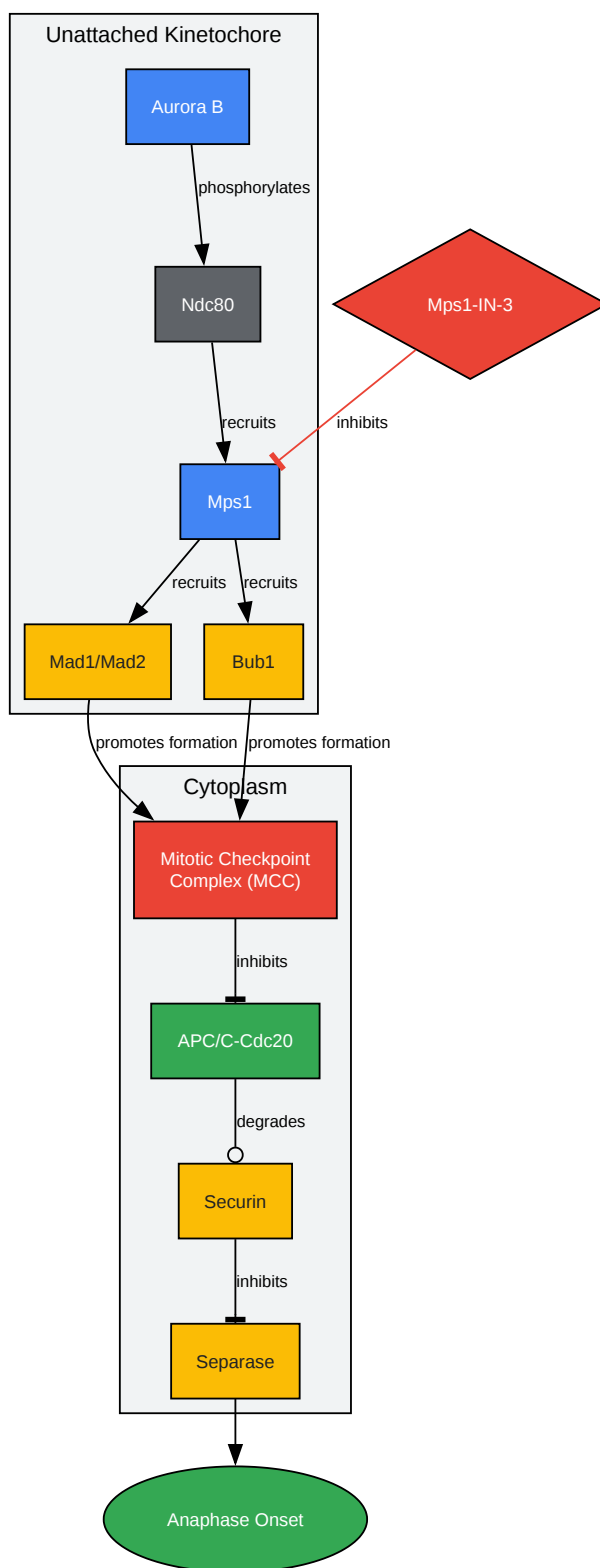 Unattached Kinetochore
Aurora B
phosphorylates
Ndc80
Mps1-IN-3
recruits
inhibits
Mps1
recruits
recruits
Mad1/Mad2
Bub1
promotes formation
promotes formation
Cytoplasm
Mitotic Checkpoint
Complex (MCC)
inhibits
APC/C-Cdc20
degrades
Securin
inhibits
Separase
Anaphase Onset